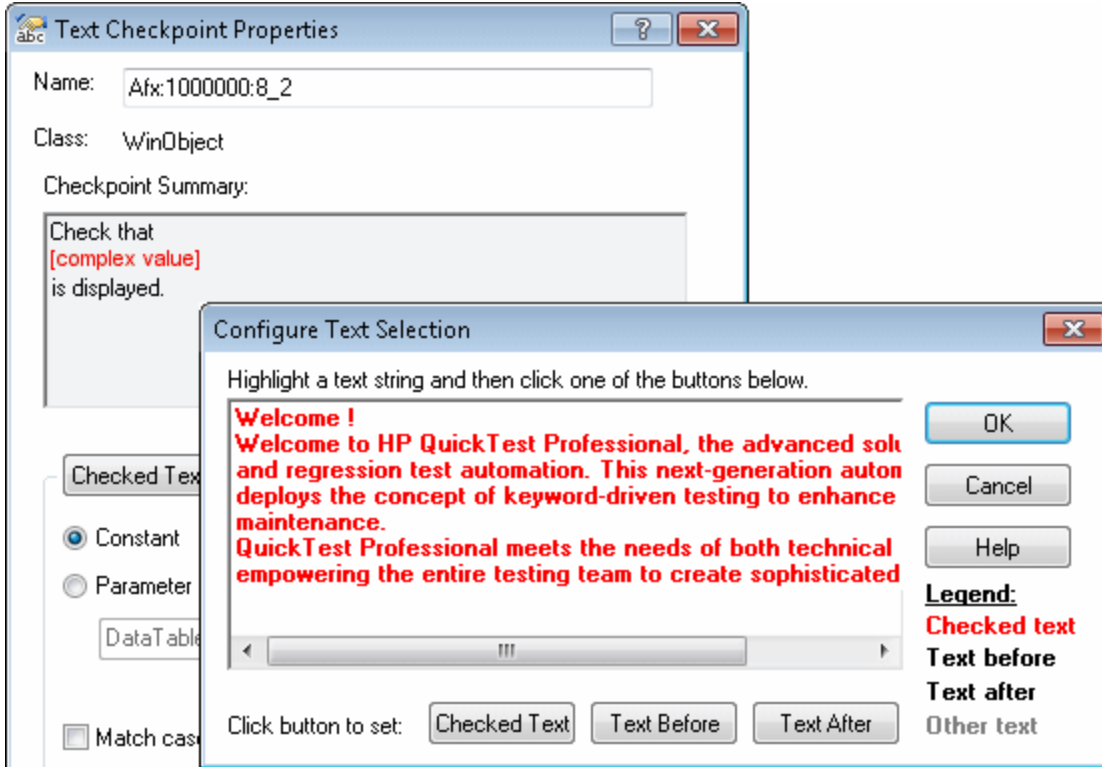 Text Checkpoint Properties
Name: Afx:1000000:8_2
Class: WinObject
Checkpoint Summary:
Check that
[complex value]
is displayed.
Configure Text Selection
Highlight a text string and then click one of the buttons below.
Welcome !
Welcome to HP QuickTest Professional, the advanced solu
and regression test automation. This next-generation autom
deploys the concept of keyword-driven testing to enhance
maintenance.
QuickTest Professional meets the needs of both technical
empowering the entire testing team to create sophisticated
OK
Cancel
Help
Legend:
Checked text
Text before
Text after
Other text
Click button to set: Checked Text Text Before Text After
Checked Tex
Constant
Parameter
DataTable
Match cas